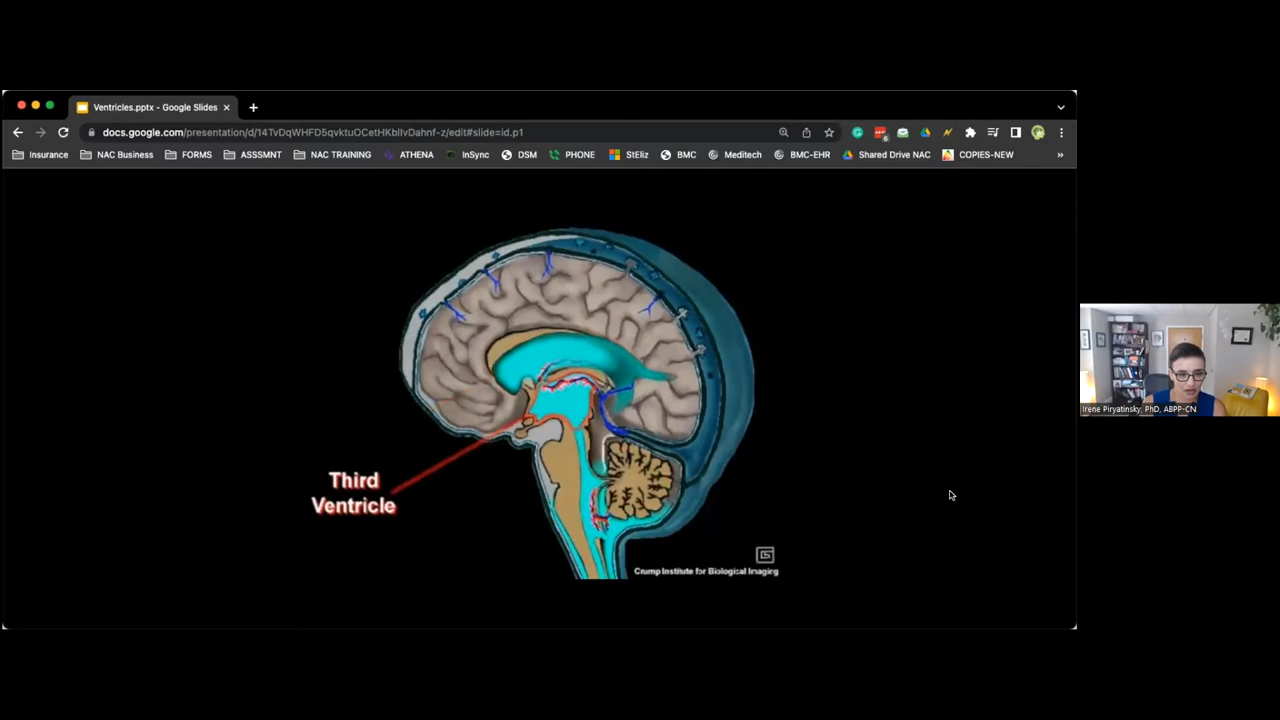 Ventricles.pptx - Google Slides
docs.google.com/presentation/d/14TvDqWHFD5qvktuOCetHKbIlvDahnf-z/edit#slide=id.p1
Insurance NAC Business FORMS ASSSMNT NAC TRAINING ATHENA InSync DSM PHONE StEliz BMC Meditech BMC-EHR Shared Drive NAC COPIES-NEW
Third
Ventricle
Crump Institute for Biological Imaging
Irene Piryatinsky, PhD, ABPP-CN